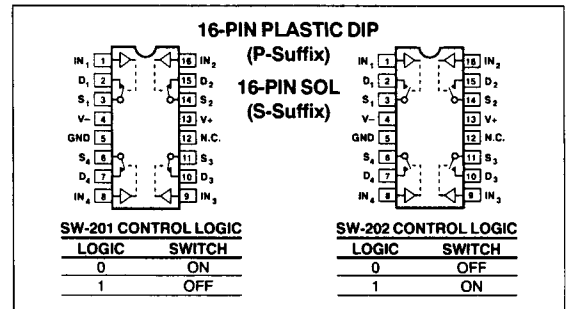 16-PIN PLASTIC DIP
(P-Suffix)
16-PIN SOL
(S-Suffix)
IN1 1 16 IN2
D1 2 15 D2
S1 3 14 S2
V– 4 13 V+
GND 5 12 N.C.
S4 6 11 S3
D4 7 10 D3
IN4 8 9 IN3
IN1 1 16 IN2
D1 2 15 D2
S1 3 14 S2
V– 4 13 V+
GND 5 12 N.C.
S4 6 11 S3
D4 7 10 D3
IN4 8 9 IN3
SW-201 CONTROL LOGIC
LOGIC SWITCH
0 ON
1 OFF
SW-202 CONTROL LOGIC
LOGIC SWITCH
0 OFF
1 ON